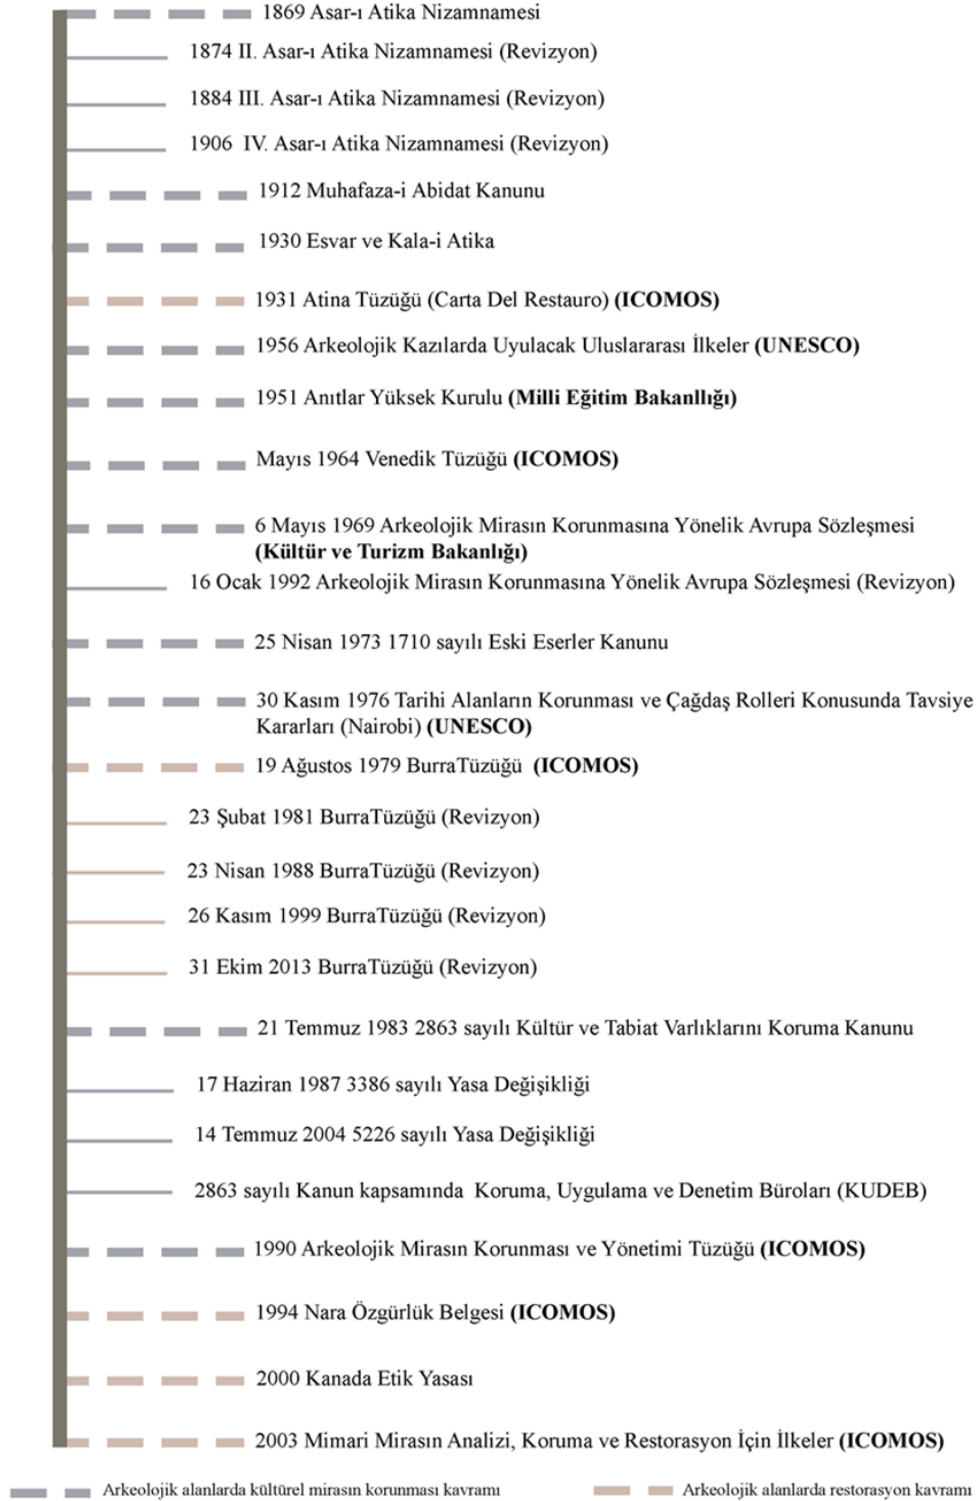 1869 Asar-ı Atika Nizamnamesi
1874 II. Asar-ı Atika Nizamnamesi (Revizyon)
1884 III. Asar-ı Atika Nizamnamesi (Revizyon)
1906 IV. Asar-ı Atika Nizamnamesi (Revizyon)
1912 Muhafaza-i Abidat Kanunu
1930 Esvar ve Kala-i Atika
1931 Atina Tüzüğü (Carta Del Restauro) (ICOMOS)
1956 Arkeolojik Kazılarda Uyulacak Uluslararası İlkeler (UNESCO)
1951 Anıtlar Yüksek Kurulu (Milli Eğitim Bakanllığı)
Mayıs 1964 Venedik Tüzüğü (ICOMOS)
6 Mayıs 1969 Arkeolojik Mirasın Korunmasına Yönelik Avrupa Sözleşmesi
(Kültür ve Turizm Bakanlığı)
16 Ocak 1992 Arkeolojik Mirasın Korunmasına Yönelik Avrupa Sözleşmesi (Revizyon)
25 Nisan 1973 1710 sayılı Eski Eserler Kanunu
30 Kasım 1976 Tarihi Alanların Korunması ve Çağdaş Rolleri Konusunda Tavsiye
Kararları (Nairobi) (UNESCO)
19 Ağustos 1979 BurraTüzüğü (ICOMOS)
23 Şubat 1981 BurraTüzüğü (Revizyon)
23 Nisan 1988 BurraTüzüğü (Revizyon)
26 Kasım 1999 BurraTüzüğü (Revizyon)
31 Ekim 2013 BurraTüzüğü (Revizyon)
21 Temmuz 1983 2863 sayılı Kültür ve Tabiat Varlıklarını Koruma Kanunu
17 Haziran 1987 3386 sayılı Yasa Değişikliği
14 Temmuz 2004 5226 sayılı Yasa Değişikliği
2863 sayılı Kanun kapsamında Koruma, Uygulama ve Denetim Büroları (KUDEB)
1990 Arkeolojik Mirasın Korunması ve Yönetimi Tüzüğü (ICOMOS)
1994 Nara Özgürlük Belgesi (ICOMOS)
2000 Kanada Etik Yasası
2003 Mimari Mirasın Analizi, Koruma ve Restorasyon İçin İlkeler (ICOMOS)
Arkeolojik alanlarda kültürel mirasın korunması kavramı
Arkeolojik alanlarda restorasyon kavramı